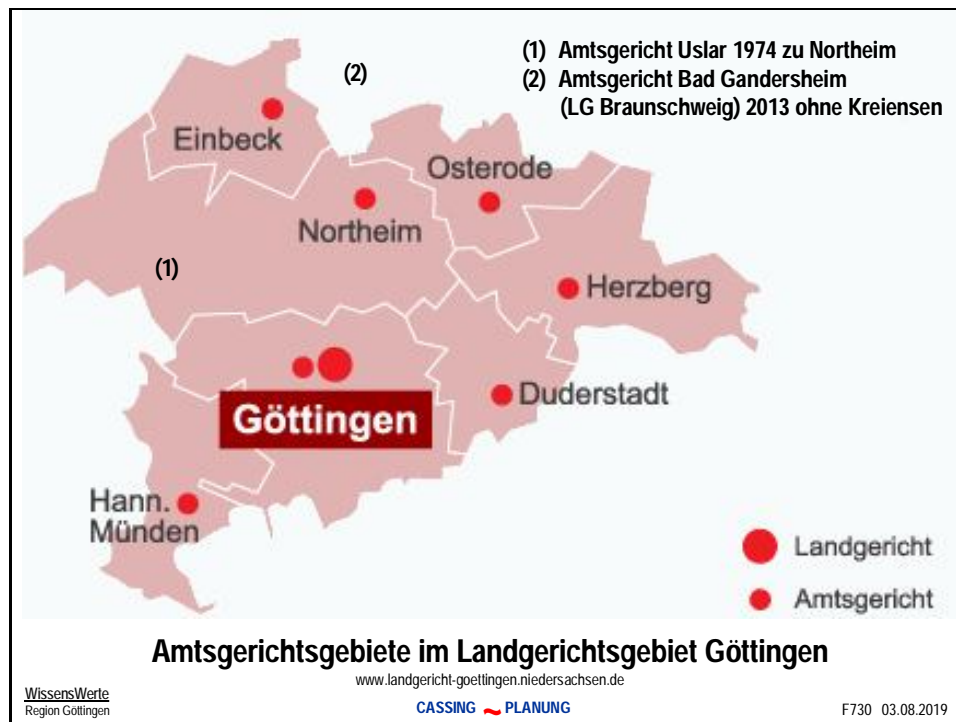 (1) Amtsgericht Uslar 1974 zu Northeim
(2) Amtsgericht Bad Gandersheim
(LG Braunschweig) 2013 ohne Kreiensen
(2)
Einbeck
Osterode
Northeim
(1)
Herzberg
Duderstadt
Göttingen
Hann.
Münden
Landgericht
Amtsgericht
Amtsgerichtsgebiete im Landgerichtsgebiet Göttingen
www.landgericht-goettingen.niedersachsen.de
WissensWerte
Region Göttingen
CASSING ~ PLANUNG
F730 03.08.2019